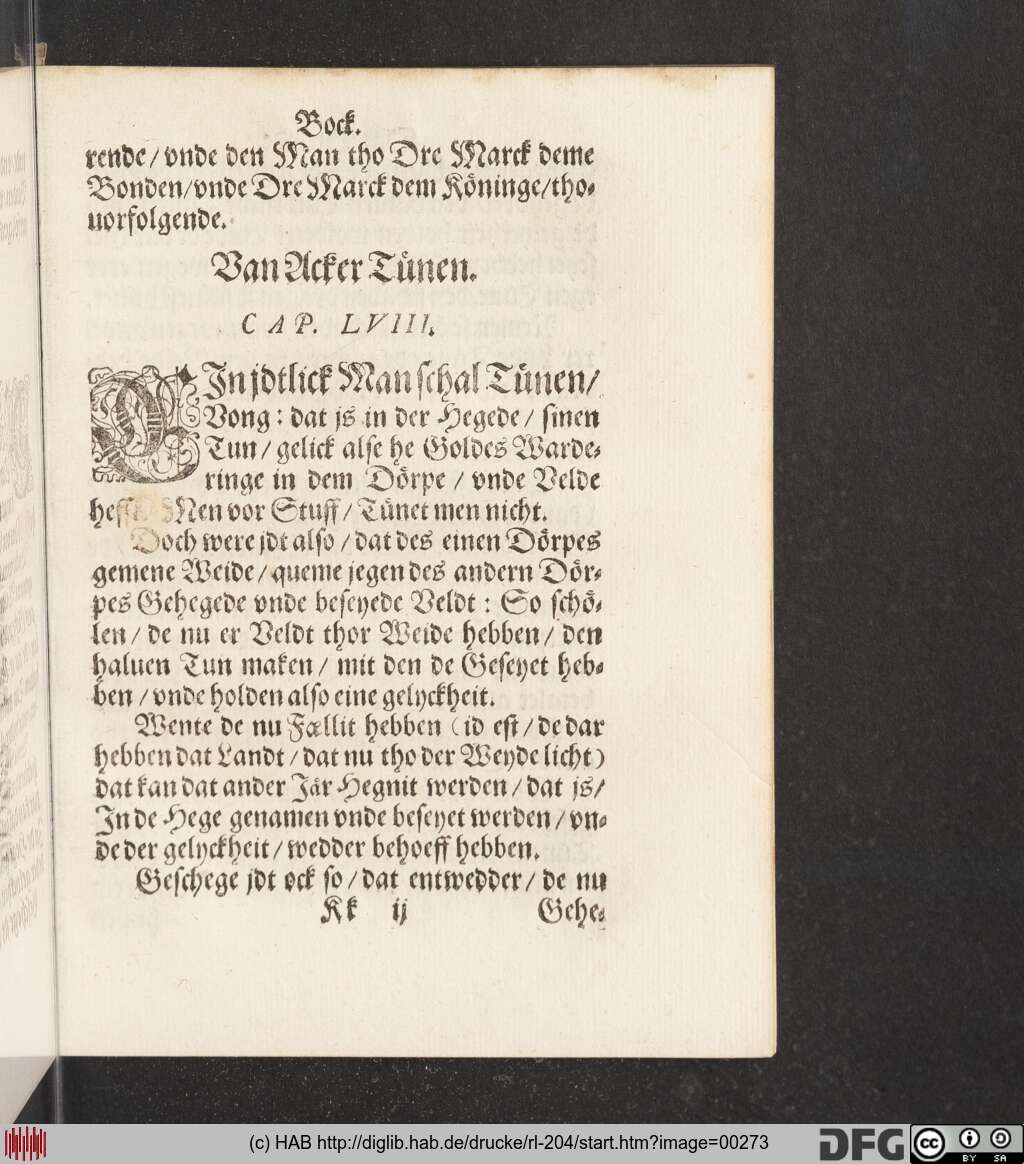 Bock.
rende / vnde den Man tho Dre Marck deme
Bonden/vnde Dre Marck dem Köninge/tho-
uorfolgende.
Van Acker Tünen.
CAP. LVIII.
EIn jdtlick Man schal Tünen/
Vong: dat js in der Hegede / sinen
Tun / gelick alse he Goldes Warde-
ringe in dem Dörpe / vnde Velde
Men vor Stuff / Tünet men nicht.
Doch were jdt also / dat des einen Dörpes
gemene Weide / queme jegen des andern Dör-
pes Gehegede vnde beseyede Veldt : So schö-
len / de nu er Veldt thor Weide hebben / den
haluen Tun maken / mit den de Geseyet heb-
ben / vnde holden also eine gelyckheit.
Wente de nu Fællit hebben (id est / de dar
hebben dat Landt / dat nu tho der Weyde licht)
dat kan dat ander Jår Hegnit werden / dat js/
In de Hege genamen vnde beseyet werden / vn-
de der gelyckheit / wedder behoeff hebben.
Geschege jdt ock so / dat entwedder / de nu
Kk ij Gehe-
(c) HAB http://diglib.hab.de/drucke/rl-204/start.htm?image=00273
DFG
cc BY SA